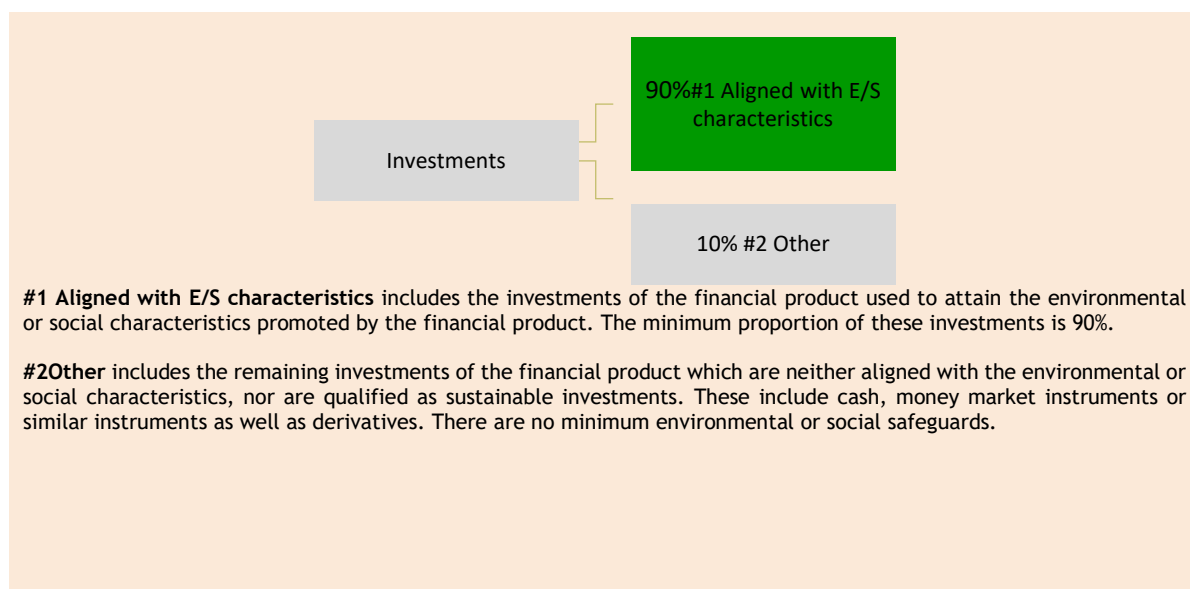 90%#1 Aligned with E/S
characteristics
Investments
10% #2 Other
#1 Aligned with E/S characteristics includes the investments of the financial product used to attain the environmental
or social characteristics promoted by the financial product. The minimum proportion of these investments is 90%.
#2Other includes the remaining investments of the financial product which are neither aligned with the environmental or
social characteristics, nor are qualified as sustainable investments. These include cash, money market instruments or
similar instruments as well as derivatives. There are no minimum environmental or social safeguards.